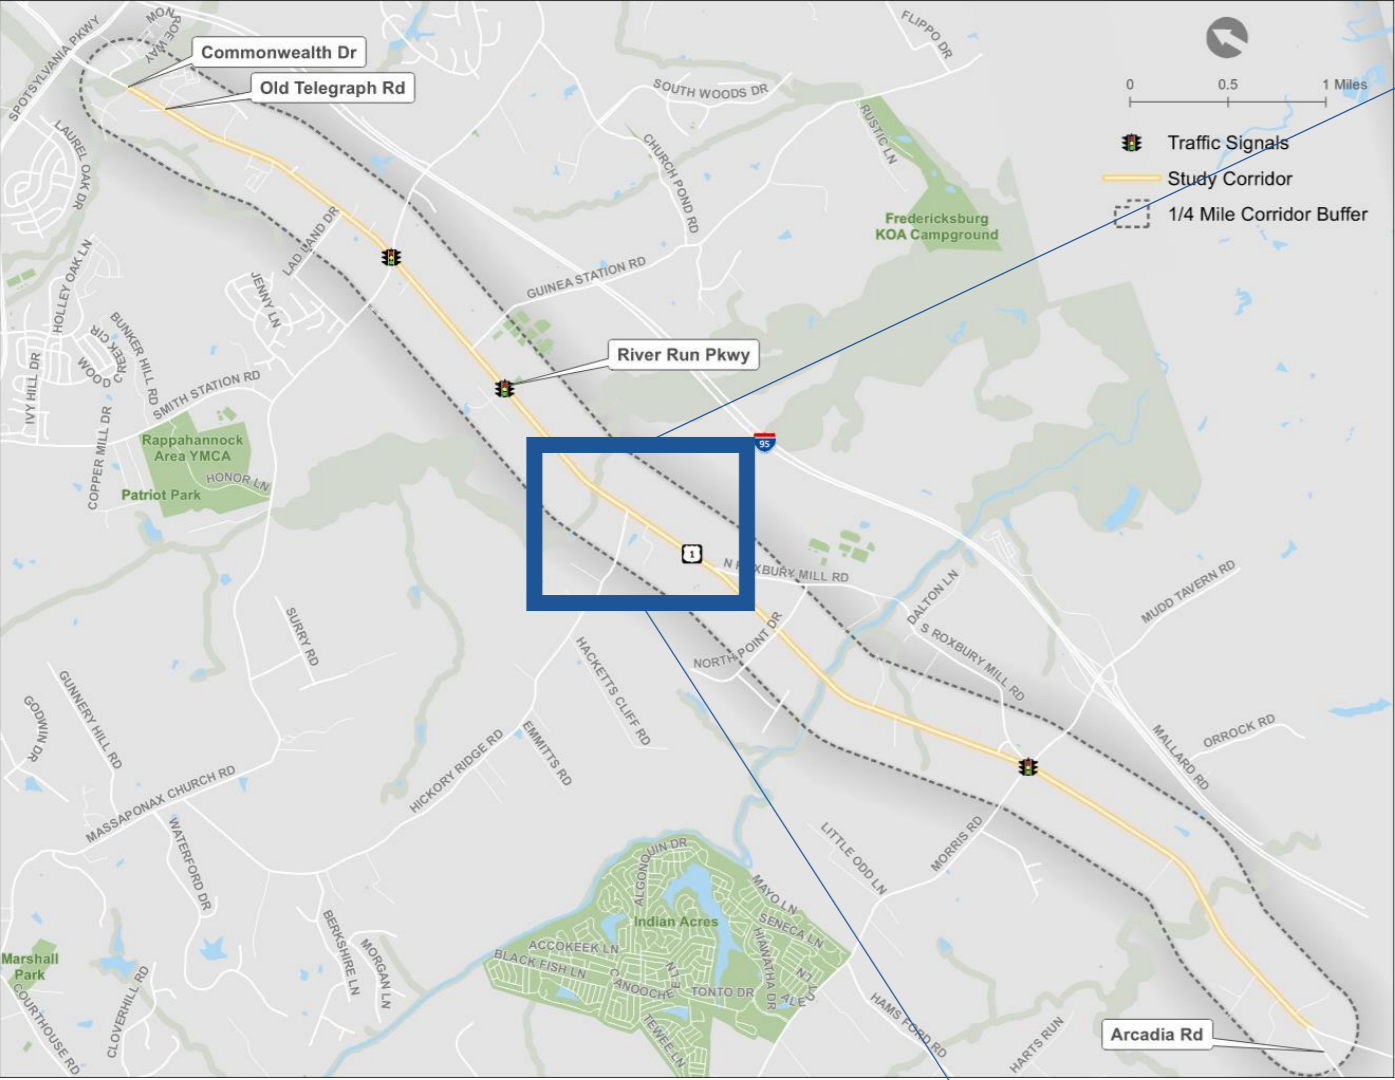 SPOTSYLVANIA PKWY
MONROE WAY
FLIPPO DR
Commonwealth Dr
Old Telegraph Rd
0 0.5 1 Miles
Traffic Signals
Study Corridor
1/4 Mile Corridor Buffer
SOUTH WOODS DR
RUSTIC LN
CHURCH POND RD
LAUREL OAK DR
Fredericksburg
KOA Campground
LAD LAND DR
HOLLEY OAK LN
JENNY LN
GUINEA STATION RD
BUNKER HILL RD
WOOD CREEK CIR
IVY HILL DR
River Run Pkwy
SMITH STATION RD
COPPER MILL DR
Rappahannock
Area YMCA
HONOR LN
Patriot Park
95
1
N ROXBURY MILL RD
DALTON LN
MUDD TAVERN RD
S ROXBURY MILL RD
NORTH POINT DR
SURRY RD
HACKETTS CLIFF RD
GUNNERY HILL RD
GODWIN DR
EMMITTS RD
HICKORY RIDGE RD
MASSAPONAX CHURCH RD
MALLARD RD
ORROCK RD
WATERFORD DR
LITTLE ODD LN
MORRIS RD
ALGONQUIN DR
MAYO LN
SENECA LN
Indian Acres
HIAWATHA DR
ACCOKEEK LN
BLACK FISH LN
CANOOCHE
E LN
TONTO DR
TEWEE LN
BERKSHIRE LN
MORGAN LN
Marshall
Park
COURTHOUSE RD
CLOVERHILL RD
HAMS FORD RD
HARTS RUN
Arcadia Rd